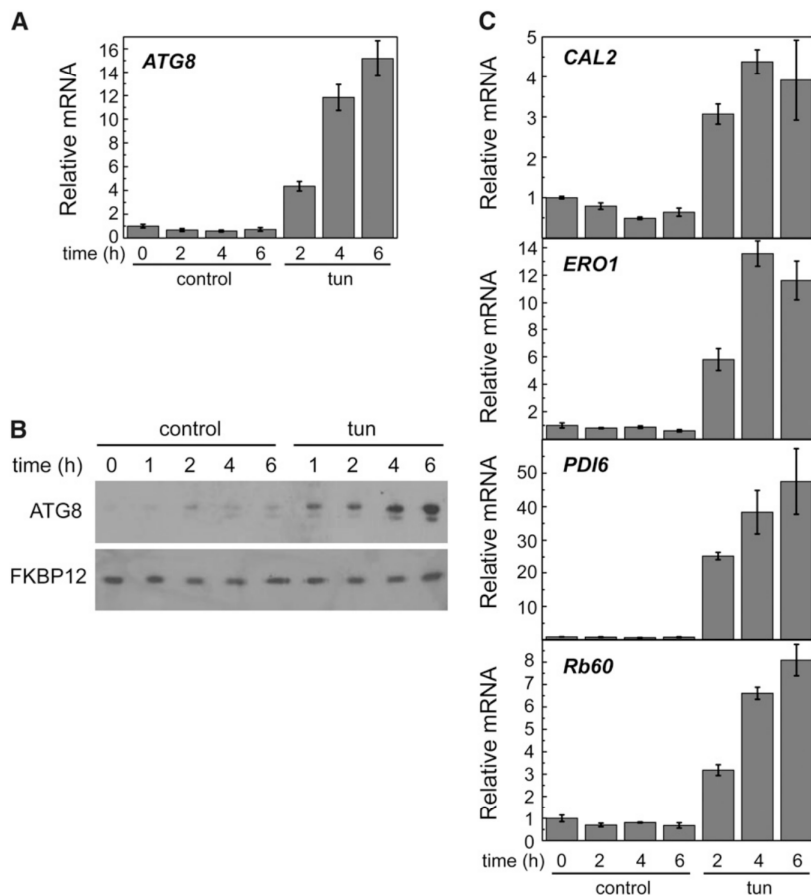 A
ATG8
Relative mRNA
16
14
12
10
8
6
4
2
0
time (h) 0 2 4 6 2 4 6
control tun
B
control tun
time (h) 0 1 2 4 6 1 2 4 6
ATG8
FKBP12
C
CAL2
Relative mRNA
5
4
3
2
1
ERO1
Relative mRNA
14
12
10
8
6
4
2
PDI6
Relative mRNA
50
40
30
20
10
Rb60
Relative mRNA
8
7
6
5
4
3
2
1
0
time (h) 0 2 4 6 2 4 6
control tun